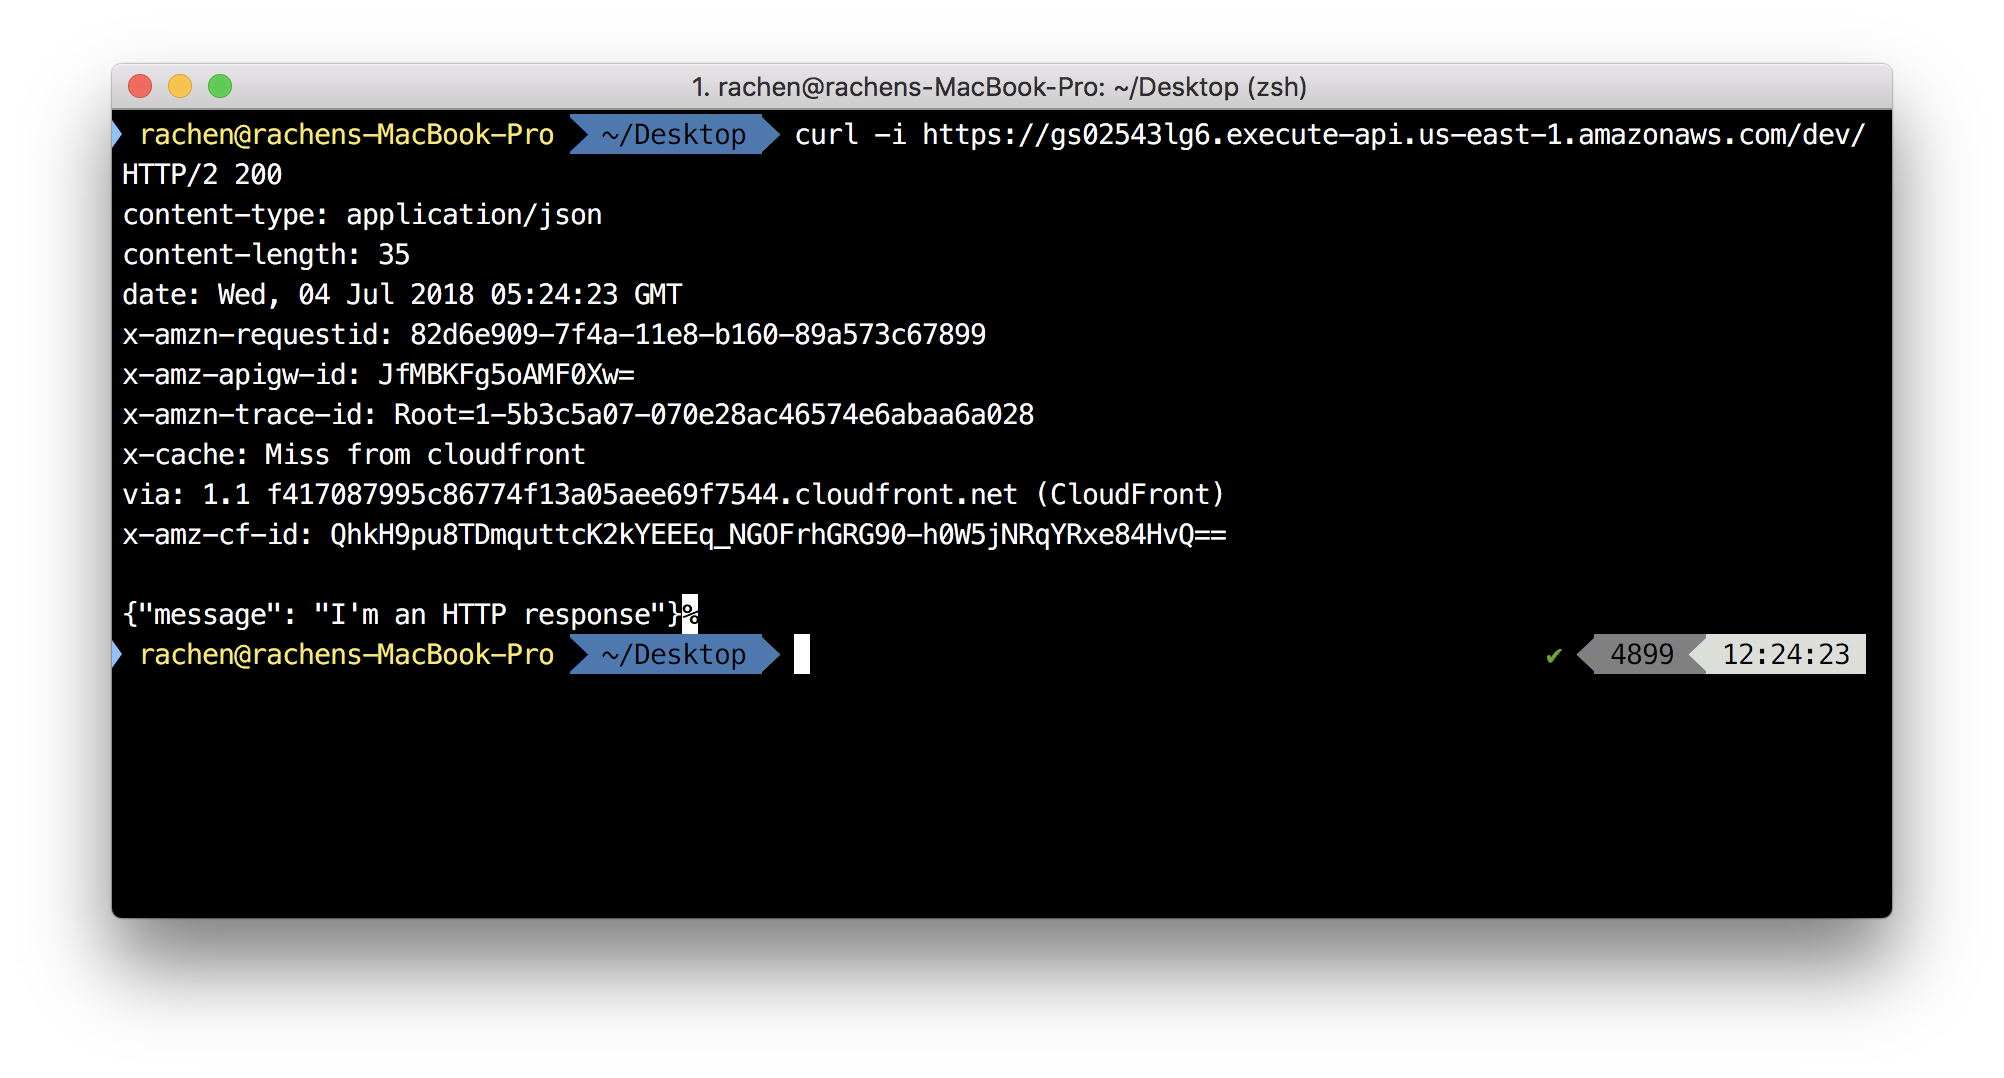 1. rachen@rachens-MacBook-Pro: ~/Desktop (zsh)
rachen@rachens-MacBook-Pro ~/Desktop curl -i https://gs02543lg6.execute-api.us-east-1.amazonaws.com/dev/
HTTP/2 200
content-type: application/json
content-length: 35
date: Wed, 04 Jul 2018 05:24:23 GMT
x-amzn-requestid: 82d6e909-7f4a-11e8-b160-89a573c67899
x-amz-apigw-id: JfMBKFg5oAMF0Xw=
x-amzn-trace-id: Root=1-5b3c5a07-070e28ac46574e6abaa6a028
x-cache: Miss from cloudfront
via: 1.1 f417087995c86774f13a05aee69f7544.cloudfront.net (CloudFront)
x-amz-cf-id: QhkH9pu8TDmquttcK2kYEEEq_NGOFrhGRG90-h0W5jNRqYRxe84HvQ==
{"message": "I'm an HTTP response"}%
rachen@rachens-MacBook-Pro ~/Desktop ✔ 4899 12:24:23